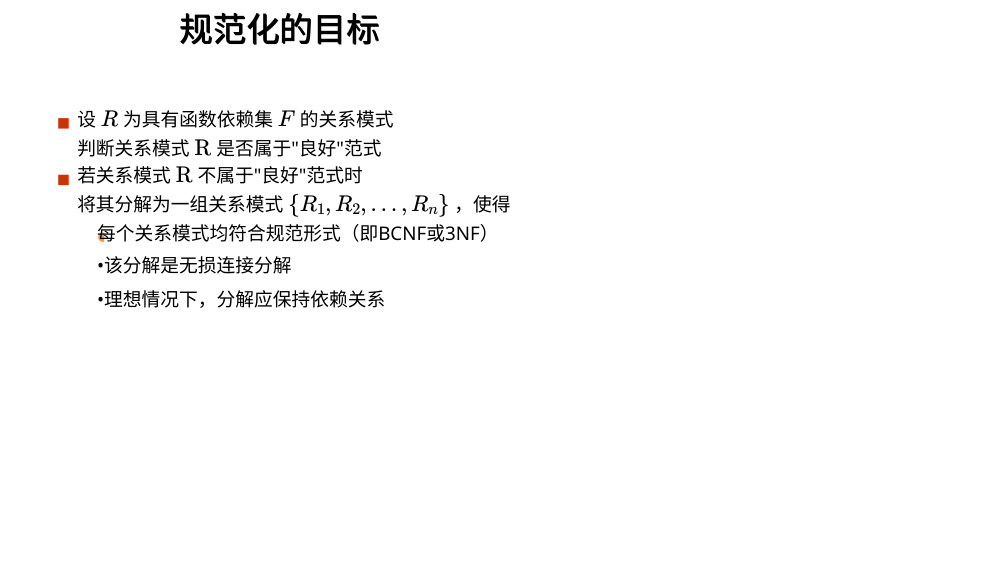 规范化的目标
设 R 为具有函数依赖集 F 的关系模式
判断关系模式 R 是否属于"良好"范式
若关系模式 R 不属于"良好"范式时
将其分解为一组关系模式 {R₁, R₂, . . . , Rₙ} ，使得
每个关系模式均符合规范形式（即BCNF或3NF）
•该分解是无损连接分解
•理想情况下，分解应保持依赖关系